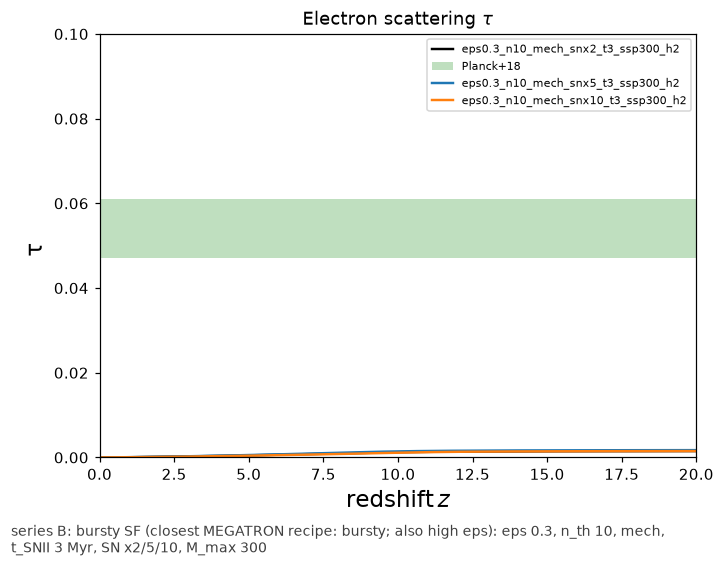 Electron scattering τ
0.10
0.08
0.06
0.04
0.02
0.00
τ
eps0.3_n10_mech_snx2_t3_ssp300_h2
Planck+18
eps0.3_n10_mech_snx5_t3_ssp300_h2
eps0.3_n10_mech_snx10_t3_ssp300_h2
0.0 2.5 5.0 7.5 10.0 12.5 15.0 17.5 20.0
redshift z
series B: bursty SF (closest MEGATRON recipe: bursty; also high eps): eps 0.3, n_th 10, mech,
t_SNII 3 Myr, SN x2/5/10, M_max 300